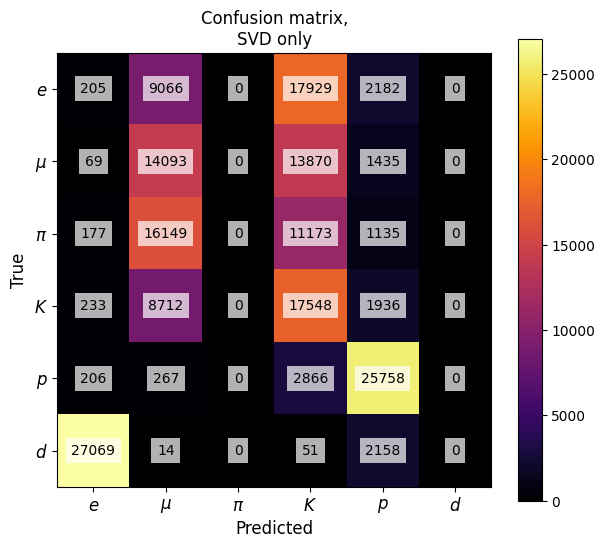 Confusion matrix,
SVD only
e 205 9066 0 17929 2182 0
μ 69 14093 0 13870 1435 0
π 177 16149 0 11173 1135 0
K 233 8712 0 17548 1936 0
p 206 267 0 2866 25758 0
d 27069 14 0 51 2158 0
e μ π K p d
Predicted
True
25000
20000
15000
10000
5000
0